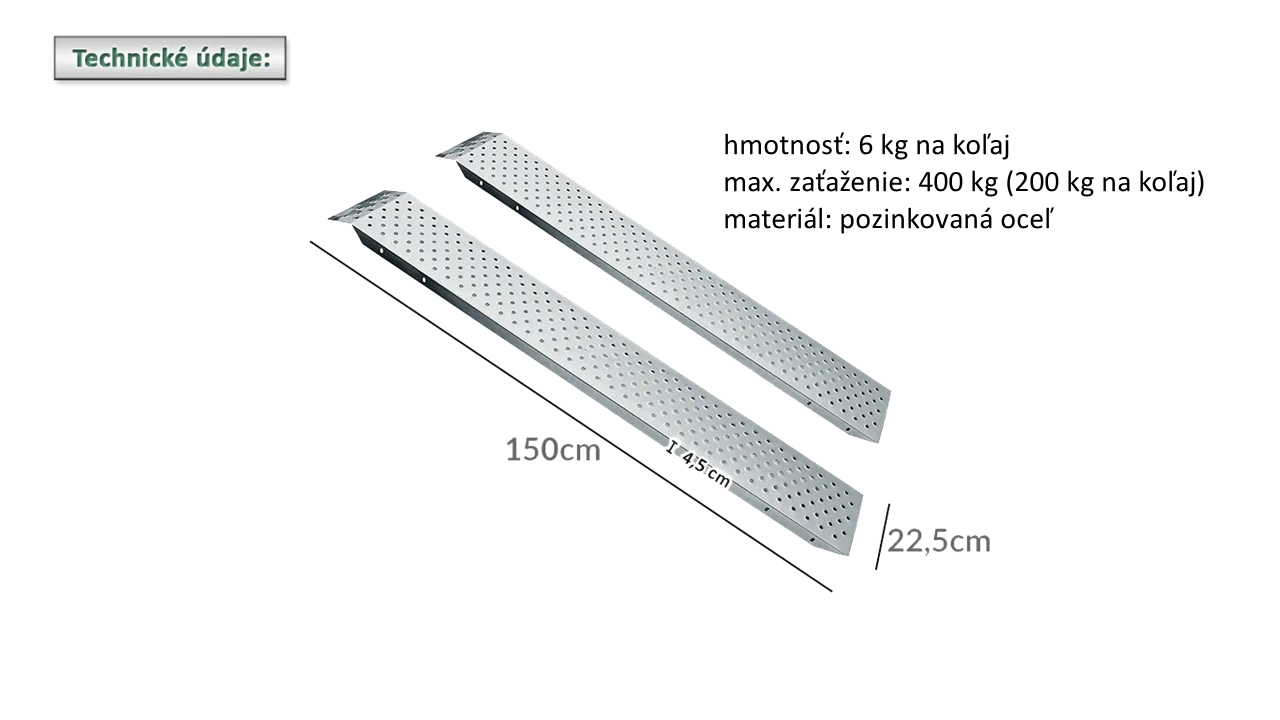 Technické údaje:
hmotnosť: 6 kg na koľaj
max. zaťaženie: 400 kg (200 kg na koľaj)
materiál: pozinkovaná oceľ
150cm
I 4,5 cm
22,5cm